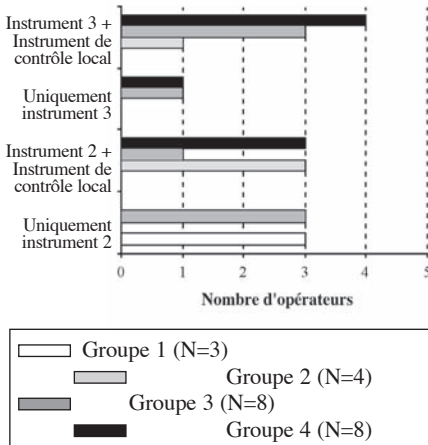 Instrument 3 +
Instrument de
contrôle local
Uniquement
instrument 3
Instrument 2 +
Instrument de
contrôle local
Uniquement
instrument 2
0 1 2 3 4 5
Nombre d'opérateurs
Groupe 1 (N=3)
Groupe 2 (N=4)
Groupe 3 (N=8)
Groupe 4 (N=8)